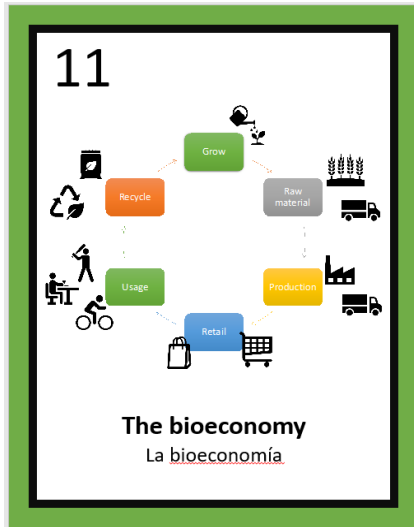 11
Grow
Raw
material
Production
Retail
Usage
Recycle
The bioeconomy
La bioeconomía